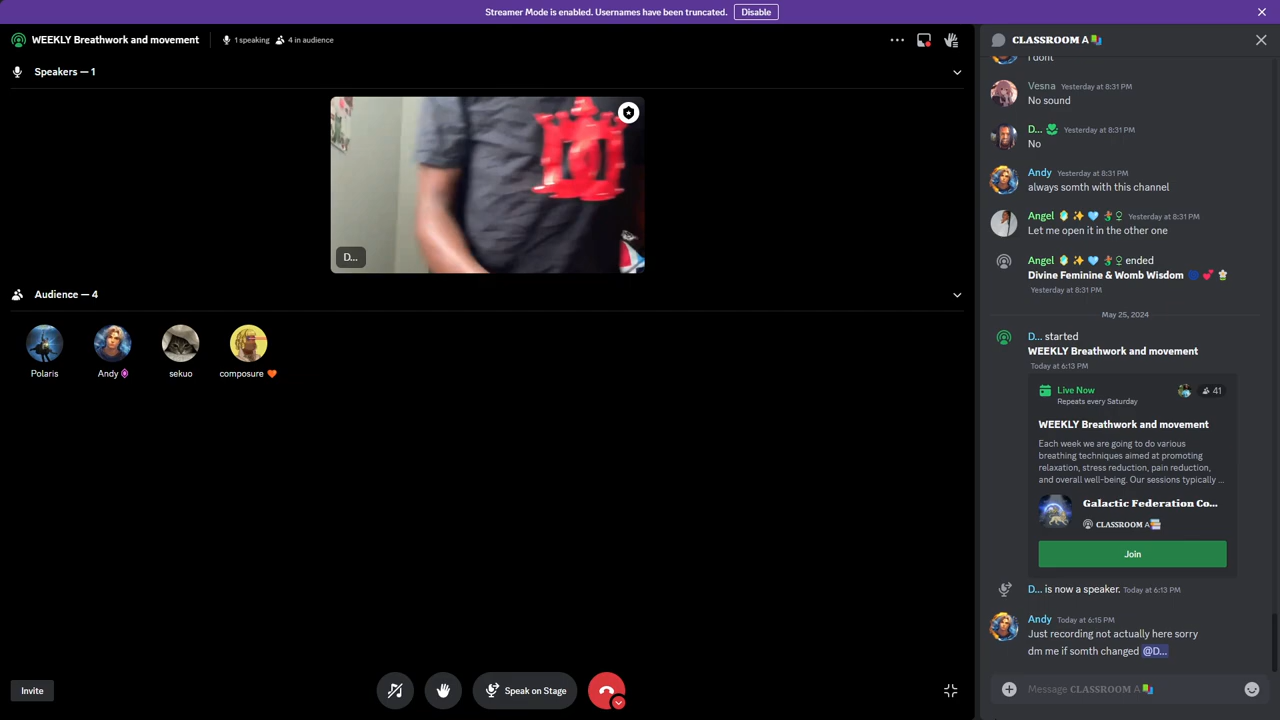 Streamer Mode is enabled. Usernames have been truncated. Disable
WEEKLY Breathwork and movement 1 speaking 4 in audience
Speakers — 1
D...
Audience — 4
Polaris Andy sekuo composure 🧡
Invite
Speak on Stage
CLASSROOM A
I dont
Vesna Yesterday at 8:31 PM
No sound
D... Yesterday at 8:31 PM
No
Andy Yesterday at 8:31 PM
always somth with this channel
Angel ✨ 🩵 Yesterday at 8:31 PM
Let me open it in the other one
Angel ✨ 🩵 ended
Divine Feminine & Womb Wisdom 💕
Yesterday at 8:31 PM
May 25, 2024
D... started
WEEKLY Breathwork and movement
Today at 6:13 PM
Live Now 41
Repeats every Saturday
WEEKLY Breathwork and movement
Each week we are going to do various
breathing techniques aimed at promoting
relaxation, stress reduction, pain reduction,
and overall well-being. Our sessions typically ...
Galactic Federation Co...
CLASSROOM A
Join
D... is now a speaker. Today at 6:13 PM
Andy Today at 6:15 PM
Just recording not actually here sorry
dm me if somth changed @D...
Message CLASSROOM A